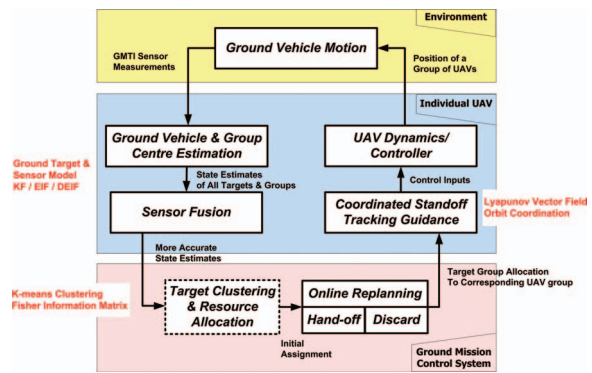 Environment
Ground Vehicle Motion
GMTI Sensor
Measurements
Position of a
Group of UAVs
Individual UAV
Ground Vehicle & Group
Centre Estimation
UAV Dynamics/
Controller
Ground Target &
Sensor Model
KF / EIF / DEIF
State Estimates
of All Targets & Groups
Control Inputs
Sensor Fusion
Coordinated Standoff
Tracking Guidance
Lyapunov Vector Field
Orbit Coordination
More Accurate
State Estimates
Target Group Allocation
To Corresponding UAV group
K-means Clustering
Fisher Information Matrix
Target Clustering
& Resource
Allocation
Online Replanning
Hand-off
Discard
Initial
Assignment
Ground Mission
Control System